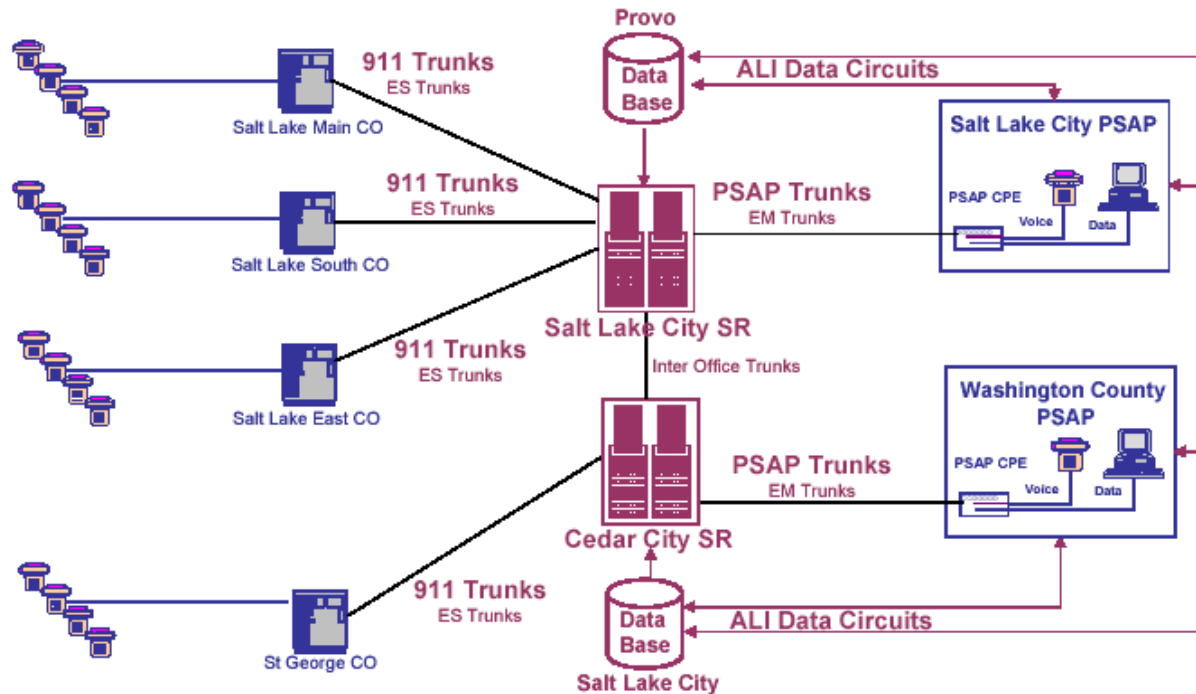 Provo
Data
Base
ALI Data Circuits
911 Trunks
ES Trunks
Salt Lake Main CO
Salt Lake City PSAP
PSAP CPE
Voice
Data
911 Trunks
ES Trunks
Salt Lake South CO
PSAP Trunks
EM Trunks
Salt Lake City SR
911 Trunks
ES Trunks
Salt Lake East CO
Inter Office Trunks
Washington County
PSAP
PSAP CPE
Voice
Data
PSAP Trunks
EM Trunks
Cedar City SR
911 Trunks
ES Trunks
St George CO
Data
Base
Salt Lake City
ALI Data Circuits